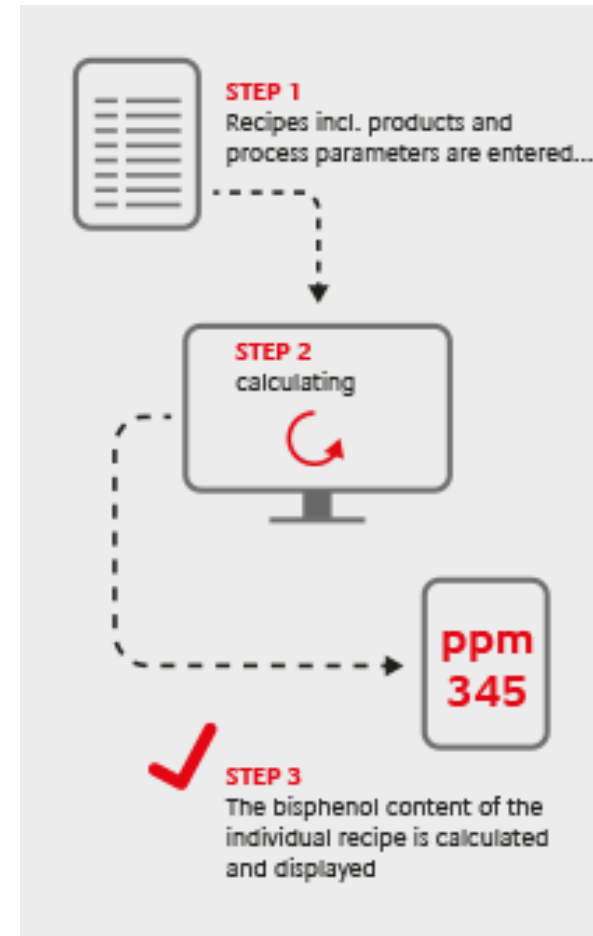 STEP 1
Recipes incl. products and
process parameters are entered...
STEP 2
calculating
ppm
345
STEP 3
The bisphenol content of the
individual recipe is calculated
and displayed